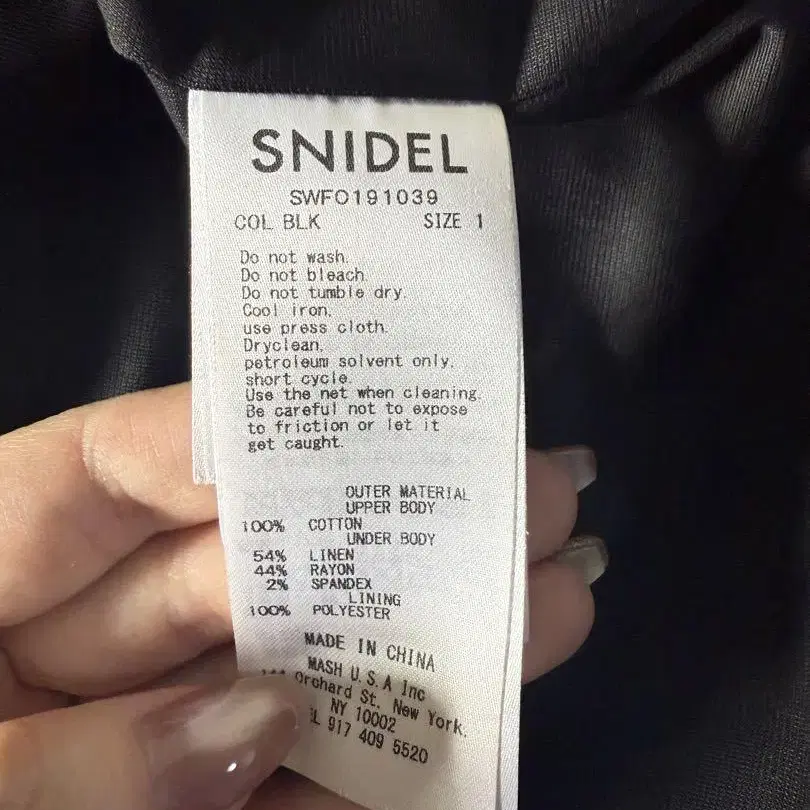 SNIDEL
SWFO191039
COL BLK SIZE 1
Do not wash.
Do not bleach
Do not tumble dry.
Cool iron.
use press cloth.
Dryclean.
petroleum solvent only.
short cycle.
Use the net when cleaning.
Be careful not to expose
to friction or let it
get caught.
OUTER MATERIAL
UPPER BODY
100% COTTON
UNDER BODY
54% LINEN
44% RAYON
2% SPANDEX
LINING
100% POLYESTER
MADE IN CHINA
MASH U.S.A Inc
Orchard St. New York.
NY 10002
917 409 5520